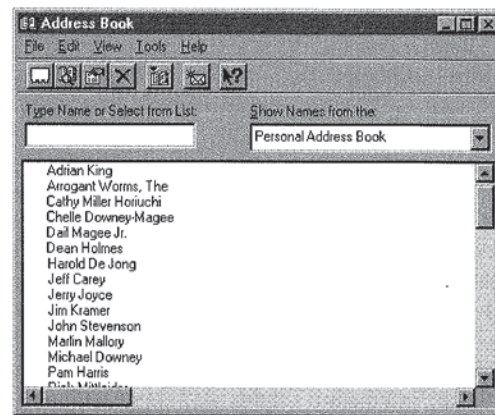 Address Book
File Edit View Tools Help
Type Name or Select from List:
Show Names from the:
Personal Address Book
Adrian King
Arrogant Worms, The
Cathy Miller Horiuchi
Chelle Downey-Magee
Dail Magee Jr.
Dean Holmes
Harold De Jong
Jeff Carey
Jerry Joyce
Jim Kramer
John Stevenson
Marlin Mallory
Michael Downey
Pam Harris